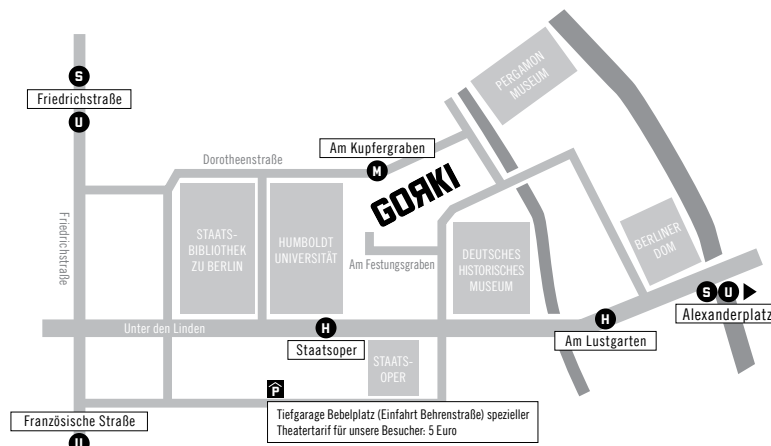 S
Friedrichstraße
U
Friedrichstraße
Dorotheenstraße
Am Kupfergraben
M
GORKI
PERGAMON
MUSEUM
STAATS-
BIBLIOTHEK
ZU BERLIN
HUMBOLDT
UNIVERSITÄT
Am Festungsgraben
DEUTSCHES
HISTORISCHES
MUSEUM
BERLINER
DOM
S U
Alexanderplatz
Unter den Linden
H
Staatsoper
H
Am Lustgarten
STAATS-
OPER
P
Tiefgarage Bebelplatz (Einfahrt Behrenstraße) spezieller
Theatertarif für unsere Besucher: 5 Euro
Französische Straße
U